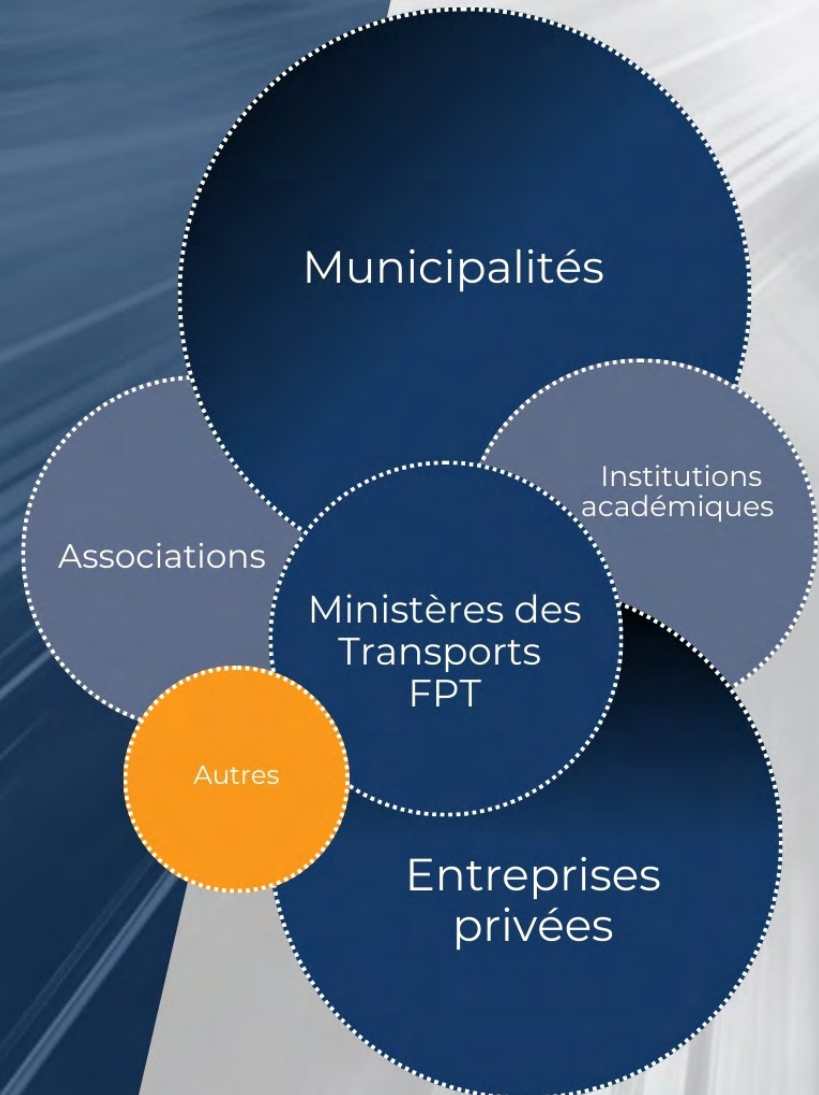 Municipalités
Institutions
académiques
Associations
Ministères des
Transports
FPT
Autres
Entreprises
privées